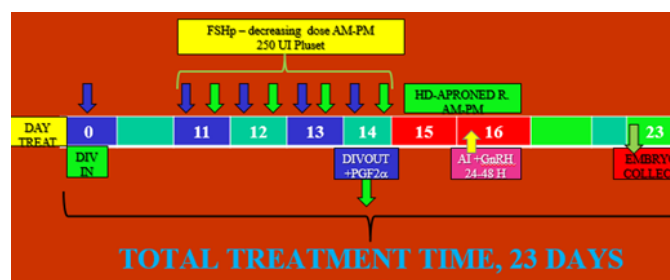 FSHp – decreasing dose AM-PM
250 UI Pluset
HD-APRONED R.
AM-PM
DAY
TREAT
0
11
12
13
14
15
16
23
DIV
IN
DIVOUT
+PGF2α
AI +GnRH,
24-48 H
EMBRYO
COLLEC
TOTAL TREATMENT TIME, 23 DAYS